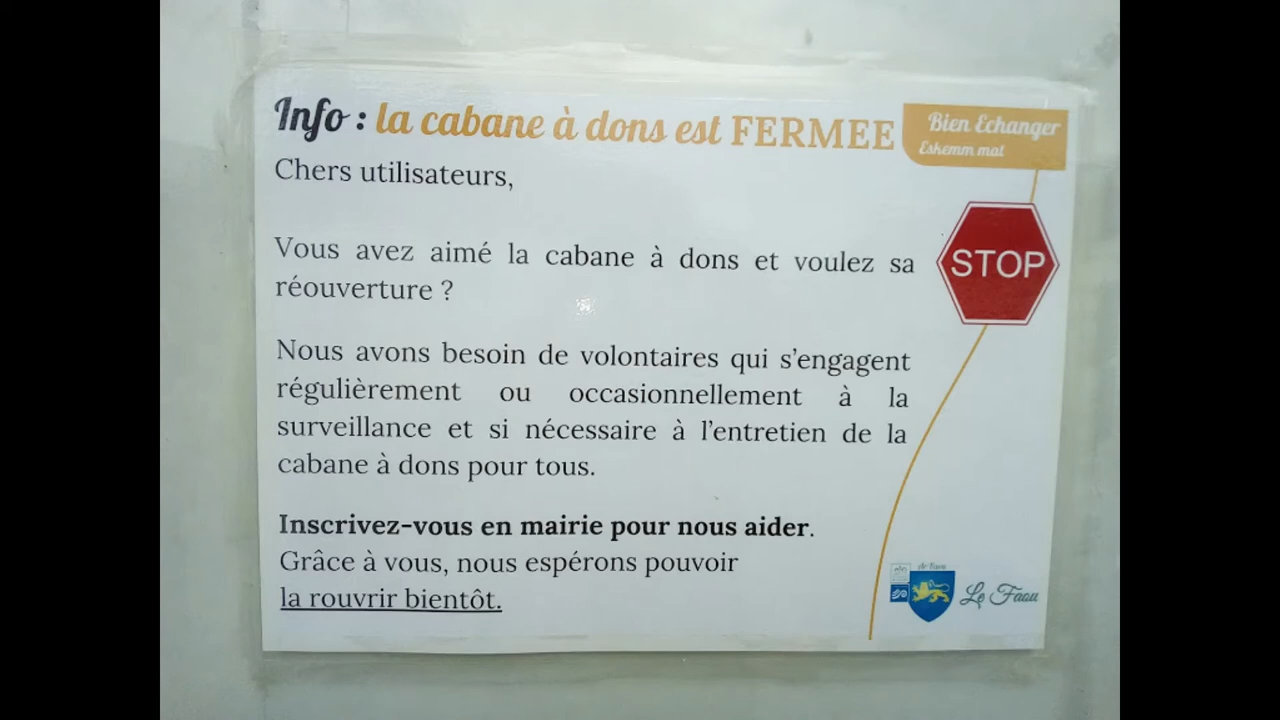 Info : la cabane à dons est FERMEE
Bien Echanger
Eskemm mat
Chers utilisateurs,
Vous avez aimé la cabane à dons et voulez sa
réouverture ?
STOP
Nous avons besoin de volontaires qui s'engagent
régulièrement ou occasionnellement à la
surveillance et si nécessaire à l'entretien de la
cabane à dons pour tous.
Inscrivez-vous en mairie pour nous aider.
Grâce à vous, nous espérons pouvoir
la rouvrir bientôt.
Ar Faou
Le Faou